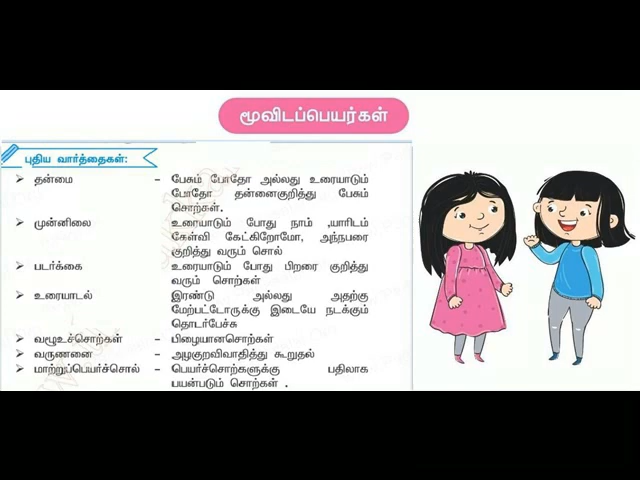 மூவிடப்பெயர்கள்
புதிய வார்த்தைகள்:
➤ தன்மை – பேசும் போதோ அல்லது உரையாடும்
போதோ தன்னைகுறித்து பேசும்
சொற்கள்.
➤ முன்னிலை – உரையாடும் போது நாம் ,யாரிடம்
கேள்வி கேட்கிறோமோ, அந்நபரை
குறித்து வரும் சொல்
➤ படர்க்கை – உரையாடும் போது பிறரை குறித்து
வரும் சொற்கள்
➤ உரையாடல் – இரண்டு அல்லது அதற்கு
மேற்பட்டோருக்கு இடையே நடக்கும்
தொடர்பேச்சு
➤ வழூஉச்சொற்கள் – பிழையானசொற்கள்
➤ வருணனை – அழகுறவிவாதித்து கூறுதல்
➤ மாற்றுப்பெயர்ச்சொல் – பெயர்ச்சொற்களுக்கு பதிலாக
பயன்படும் சொற்கள் .